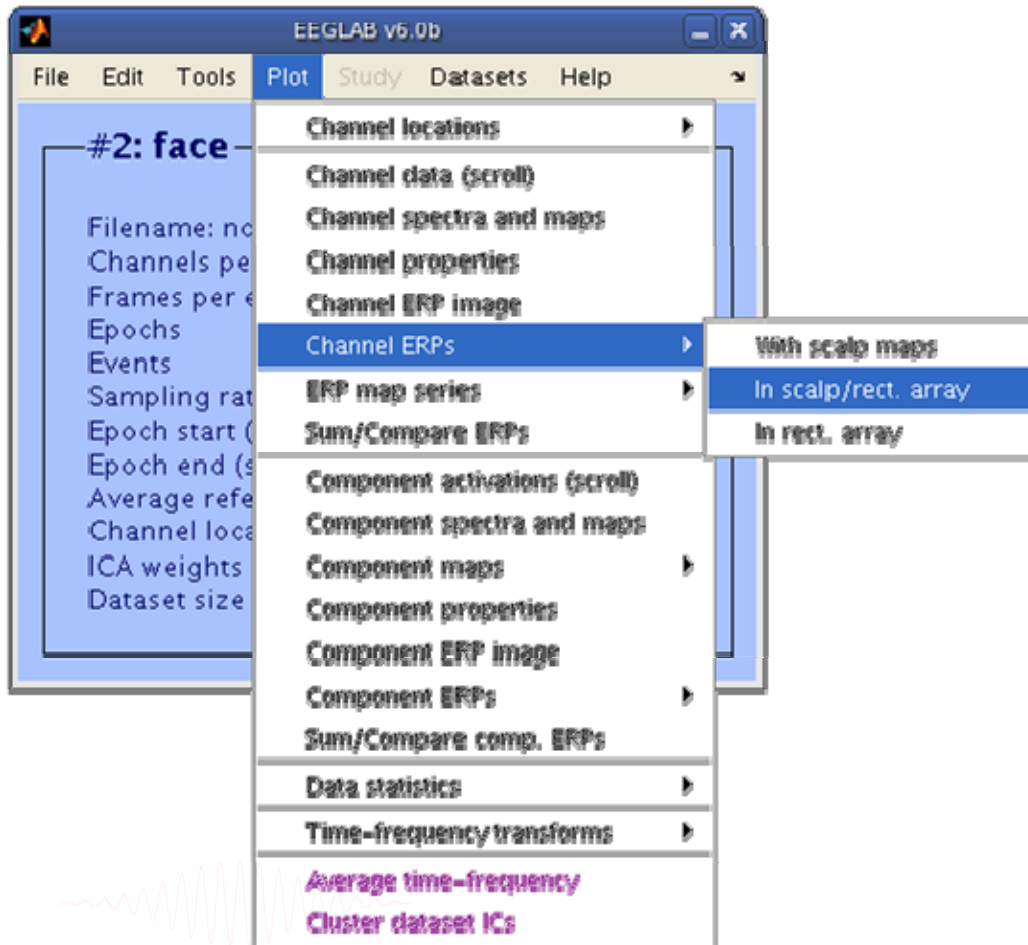 EEGLAB v6.0b
File Edit Tools Plot Study Datasets Help
#2: face
Filename: no
Channels pe
Frames per e
Epochs
Events
Sampling rat
Epoch start (
Epoch end (s
Average refe
Channel loca
ICA weights
Dataset size
Channel locations
Channel data (scroll)
Channel spectra and maps
Channel properties
Channel ERP image
Channel ERPs
ERP map series
Sum/Compare ERPs
Component activations (scroll)
Component spectra and maps
Component maps
Component properties
Component ERP image
Component ERPs
Sum/Compare comp. ERPs
Data statistics
Time-frequency transforms
Average time-frequency
Cluster dataset ICs
With scalp maps
In scalp/rect. array
In rect. array